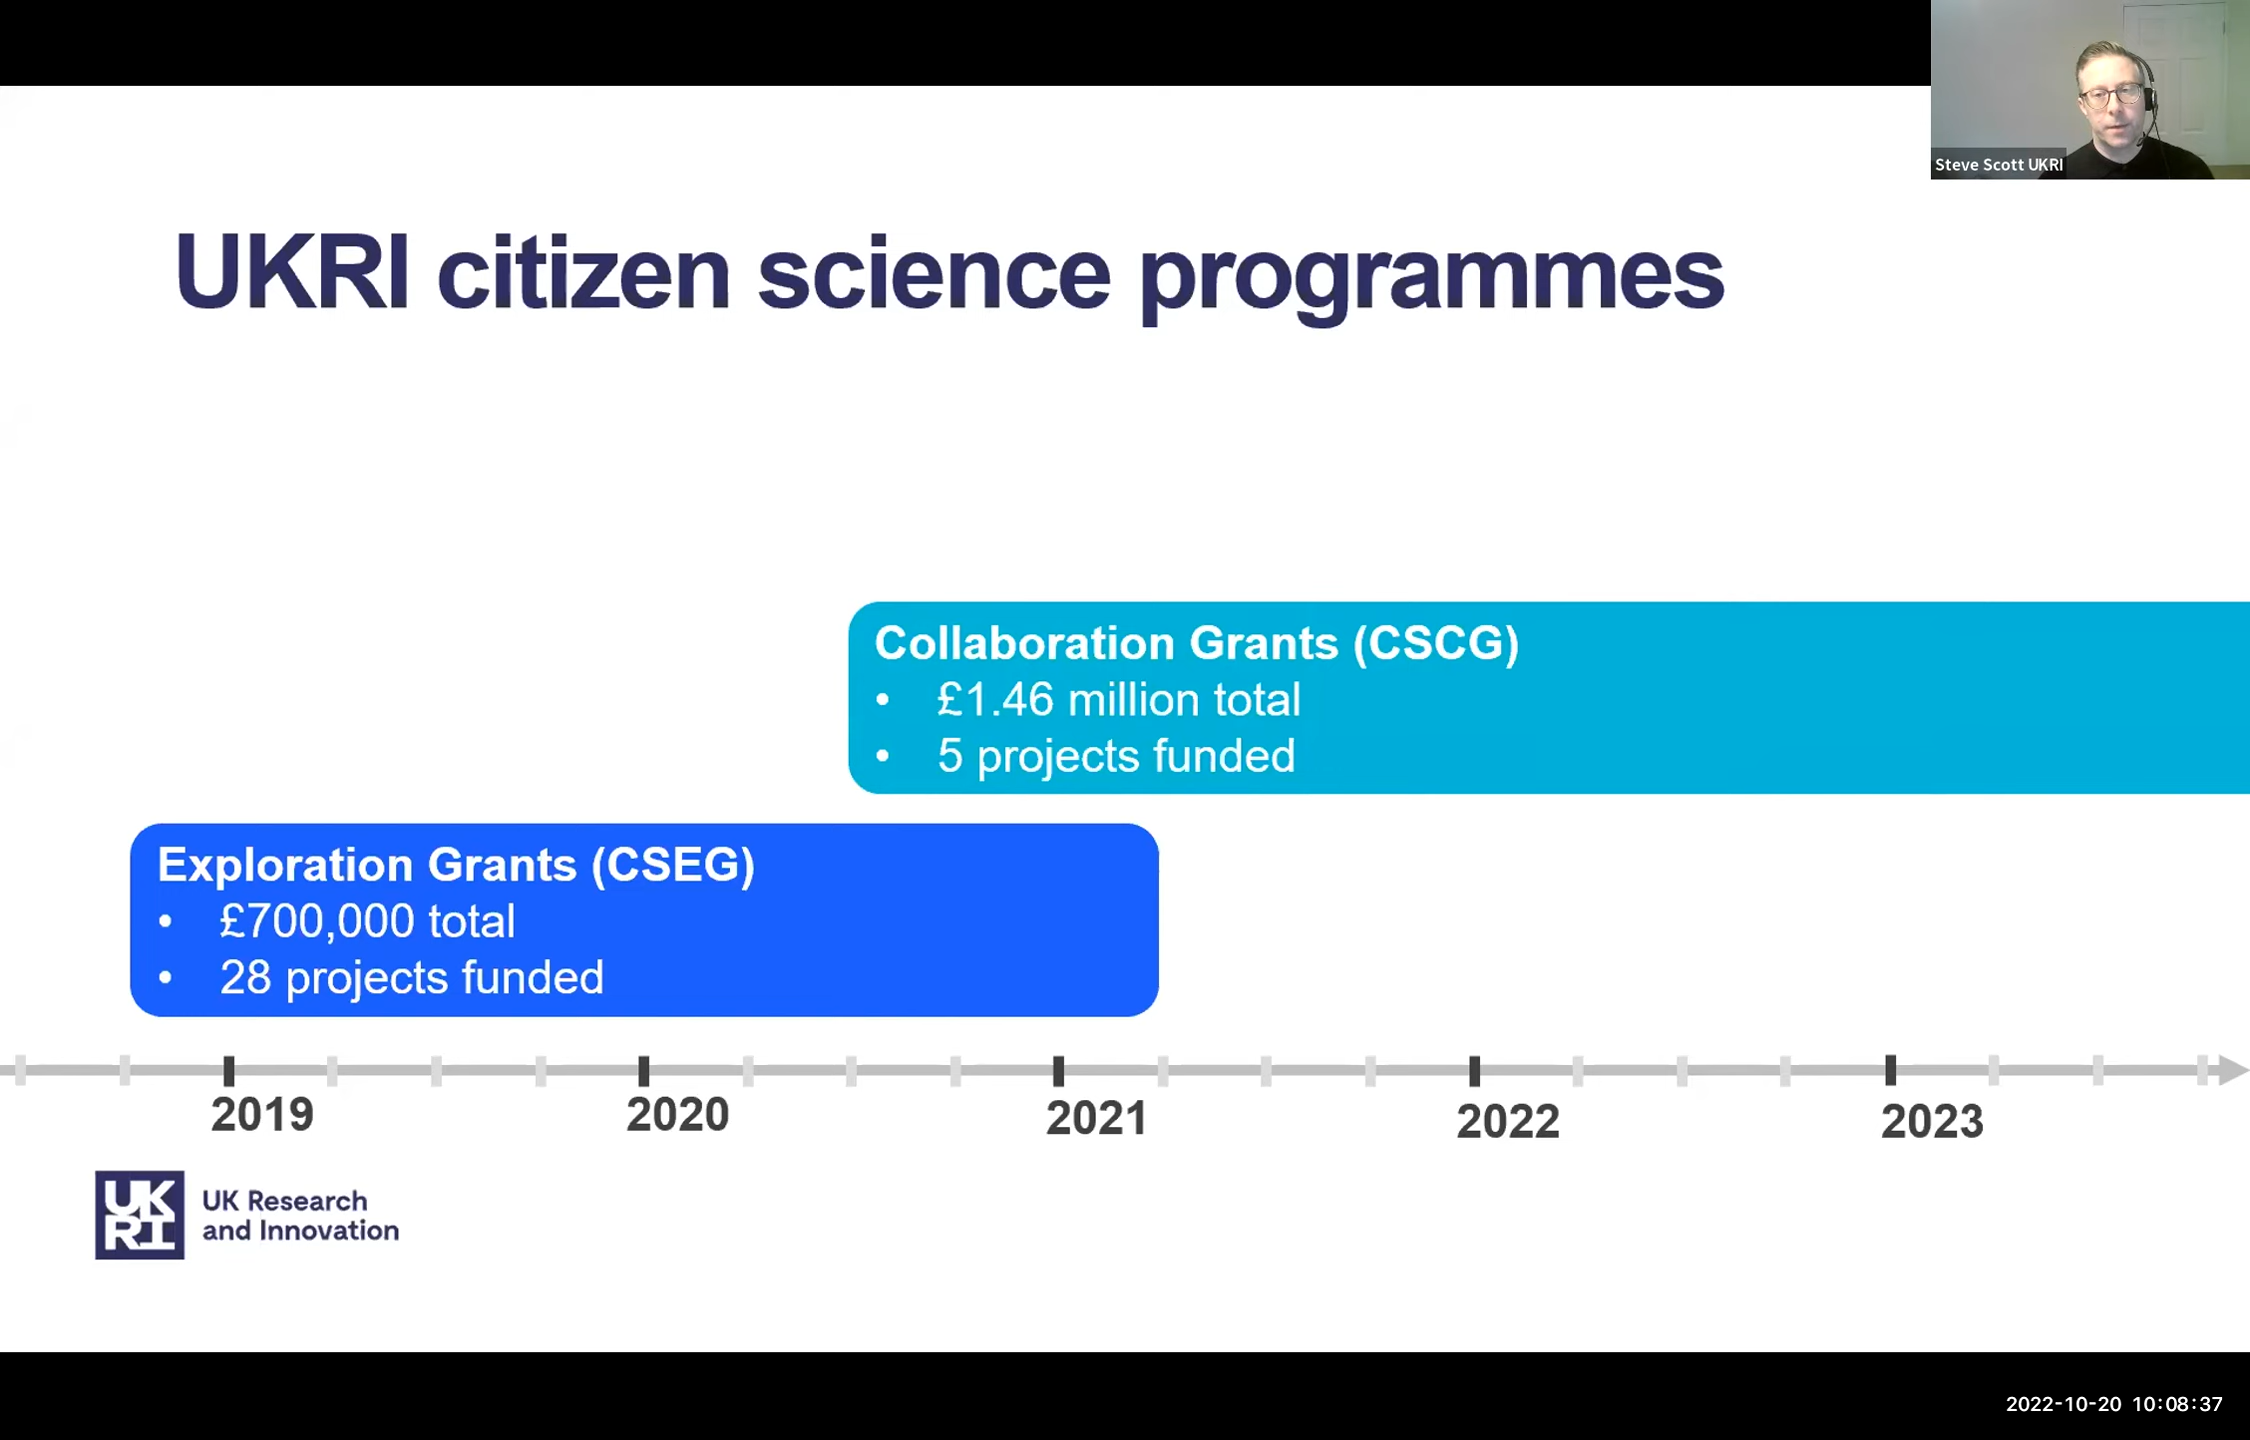 Steve Scott UKRI
UKRI citizen science programmes
Collaboration Grants (CSCG)
• £1.46 million total
• 5 projects funded
Exploration Grants (CSEG)
• £700,000 total
• 28 projects funded
2019 2020 2021 2022 2023
UK
RI
UK Research
and Innovation
2022-10-20 10:08:37